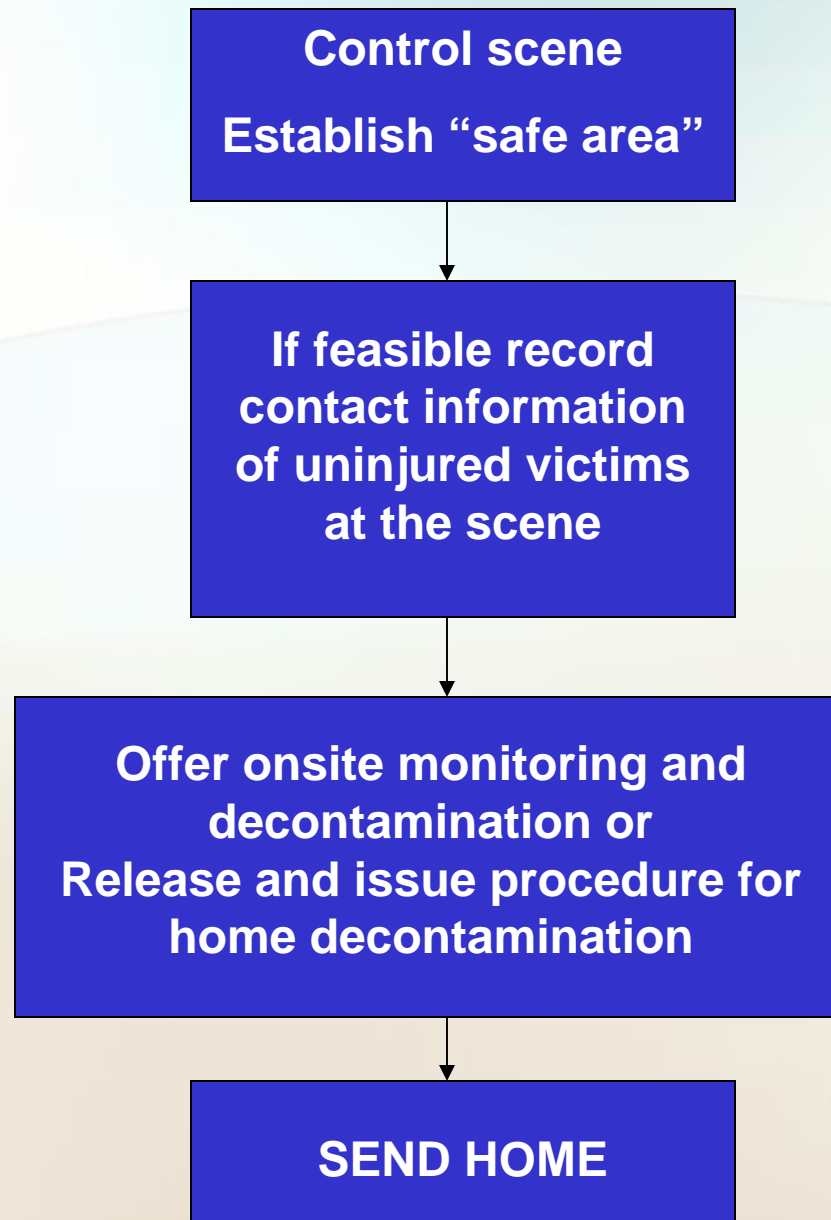 Control scene
Establish “safe area”
If feasible record
contact information
of uninjured victims
at the scene
Offer onsite monitoring and
decontamination or
Release and issue procedure for
home decontamination
SEND HOME